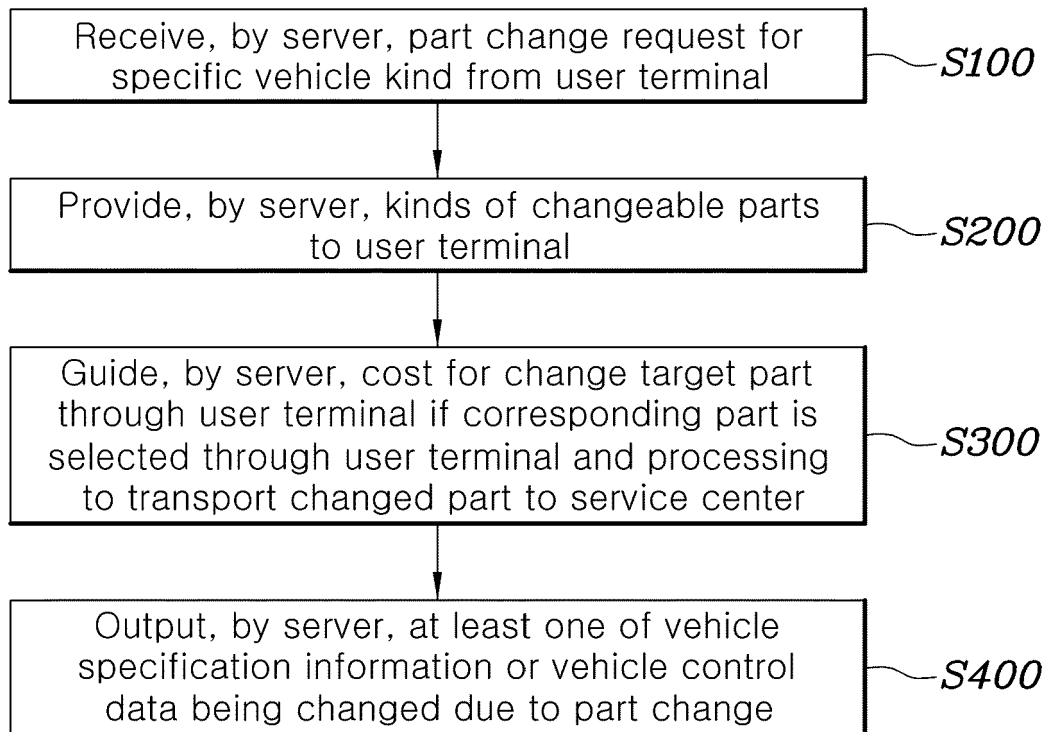 Receive, by server, part change request for
specific vehicle kind from user terminal
S100
Provide, by server, kinds of changeable parts
to user terminal
S200
Guide, by server, cost for change target part
through user terminal if corresponding part is
selected through user terminal and processing
to transport changed part to service center
S300
Output, by server, at least one of vehicle
specification information or vehicle control
data being changed due to part change
S400